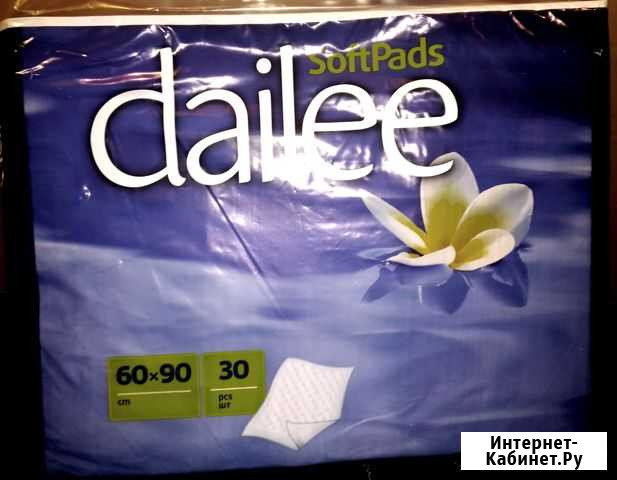 SoftPads
dailee
60×90
cm
30
pcs
шт
Интернет-
Кабинет.Ру